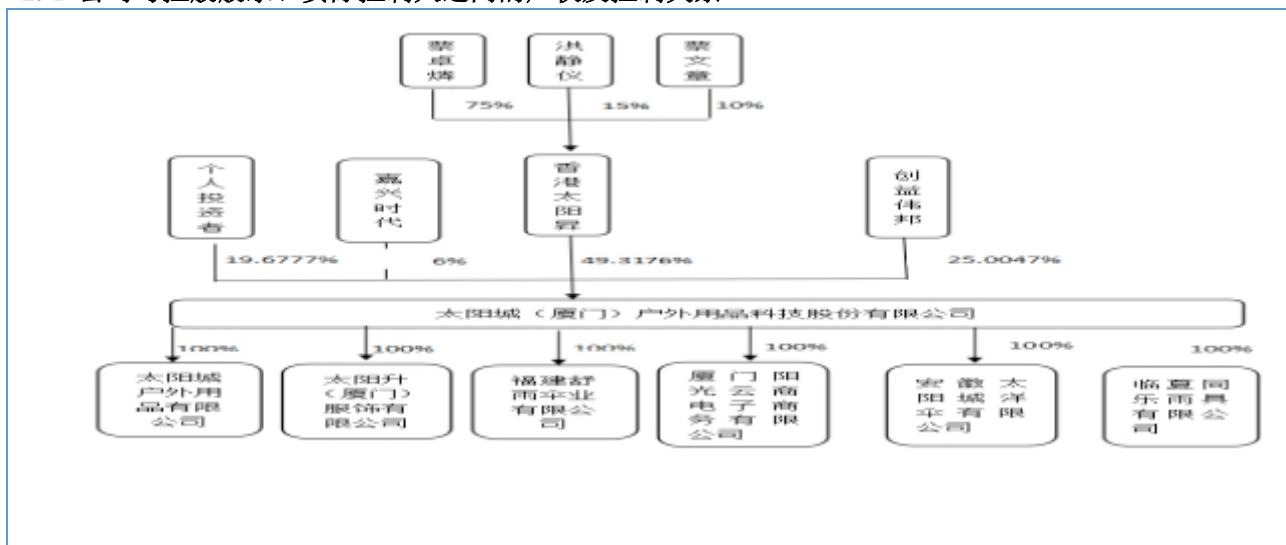 蔡卓燐
洪静仪
蔡文章
75%
15%
10%
个人投资者
嘉兴时代
香港太阳昇
创益伟邦
19.6777%
6%
49.3176%
25.0047%
太阳城（厦门）户外用品科技股份有限公司
100%
100%
100%
100%
100%
100%
太阳城
户外用
品有限
公司
太阳升
（厦门）
服饰有
限公司
福建舒
雨伞业
有限公
司
厦门阳
光云商
电子商
务有限
公司
安徽太
阳城洋
伞有限
公司
临夏同
乐雨具
有限公
司